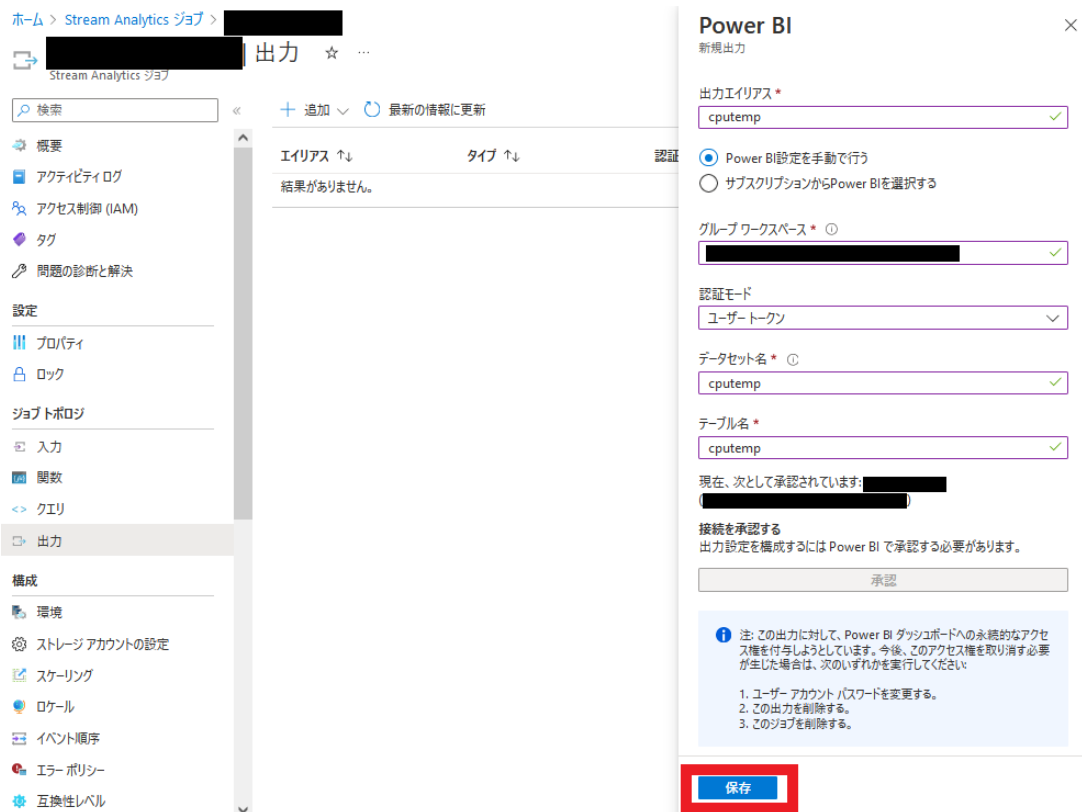 ホーム > Stream Analytics ジョブ >
| 出力 ☆ …
Stream Analytics ジョブ
検索
«
概要
アクティビティ ログ
アクセス制御 (IAM)
タグ
問題の診断と解決
設定
プロパティ
ロック
ジョブ トポロジ
入力
関数
クエリ
出力
構成
環境
ストレージ アカウントの設定
スケーリング
ロケール
イベント順序
エラー ポリシー
互換性レベル
＋ 追加 最新の情報に更新
エイリアス ↑↓ タイプ ↑↓ 認証
結果がありません。
Power BI
新規出力
出力エイリアス *
cputemp
Power BI設定を手動で行う
サブスクリプションからPower BIを選択する
グループ ワークスペース *
認証モード
ユーザー トークン
データセット名 *
cputemp
テーブル名 *
cputemp
現在、次として承認されています:
( )
接続を承認する
出力設定を構成するには Power BI で承認する必要があります。
承認
注: この出力に対して、Power BI ダッシュボードへの永続的なアクセ
ス権を付与しようとしています。今後、このアクセス権を取り消す必要
が生じた場合は、次のいずれかを実行してください:
1. ユーザー アカウント パスワードを変更する。
2. この出力を削除する。
3. このジョブを削除する。
保存